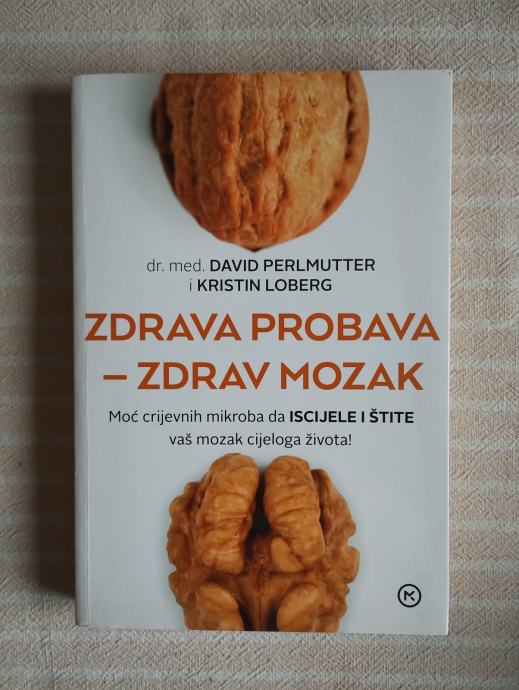 dr. med. DAVID PERLMUTTER
i KRISTIN LOBERG
ZDRAVA PROBAVA
– ZDRAV MOZAK
Moć crijevnih mikroba da ISCIJELE I ŠTITE
vaš mozak cijeloga života!
M